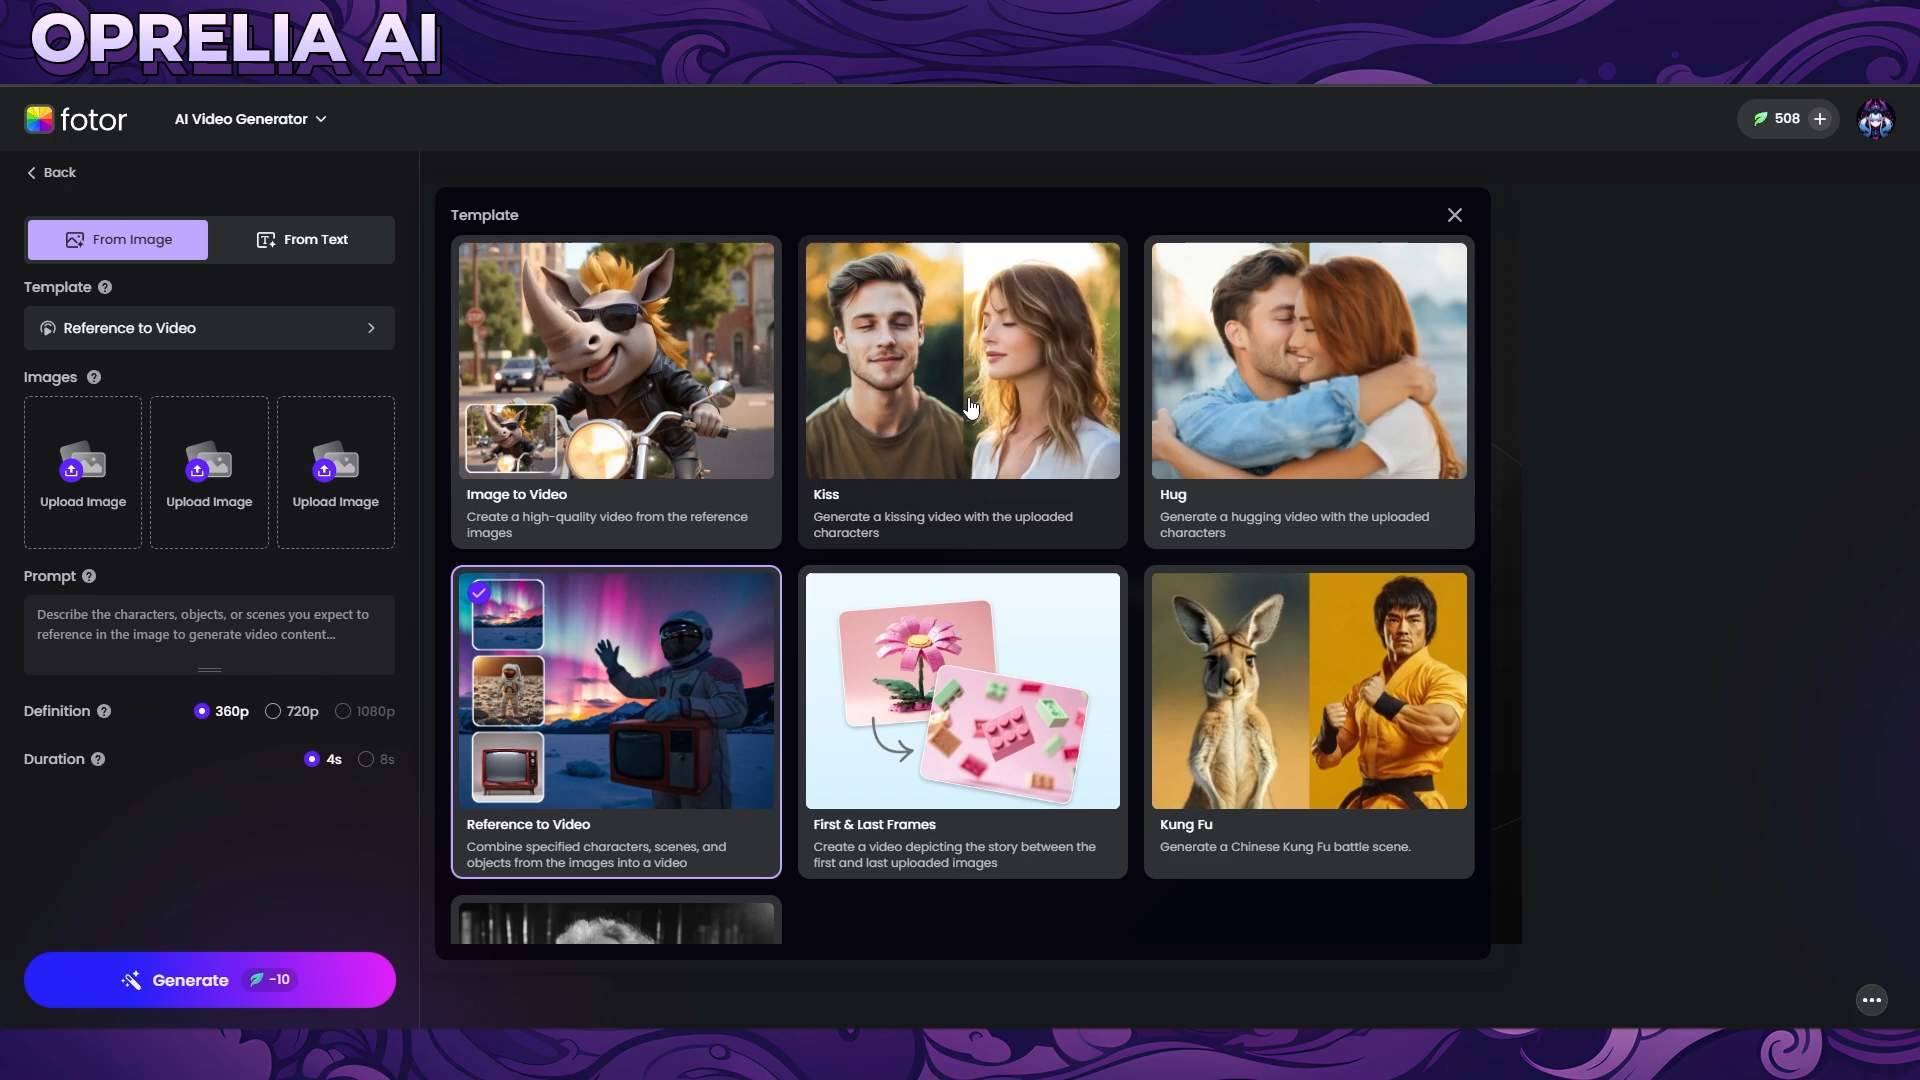 OPRELIA AI
fotor
AI Video Generator
508
Back
From Image
From Text
Template
Reference to Video
Images
Upload Image
Upload Image
Upload Image
Prompt
Describe the characters, objects, or scenes you expect to
reference in the image to generate video content...
Definition
360p
720p
1080p
Duration
4s
8s
Generate
-10
Template
Image to Video
Create a high-quality video from the reference
images
Kiss
Generate a kissing video with the uploaded
characters
Hug
Generate a hugging video with the uploaded
characters
Reference to Video
Combine specified characters, scenes, and
objects from the images into a video
First & Last Frames
Create a video depicting the story between the
first and last uploaded images
Kung Fu
Generate a Chinese Kung Fu battle scene.